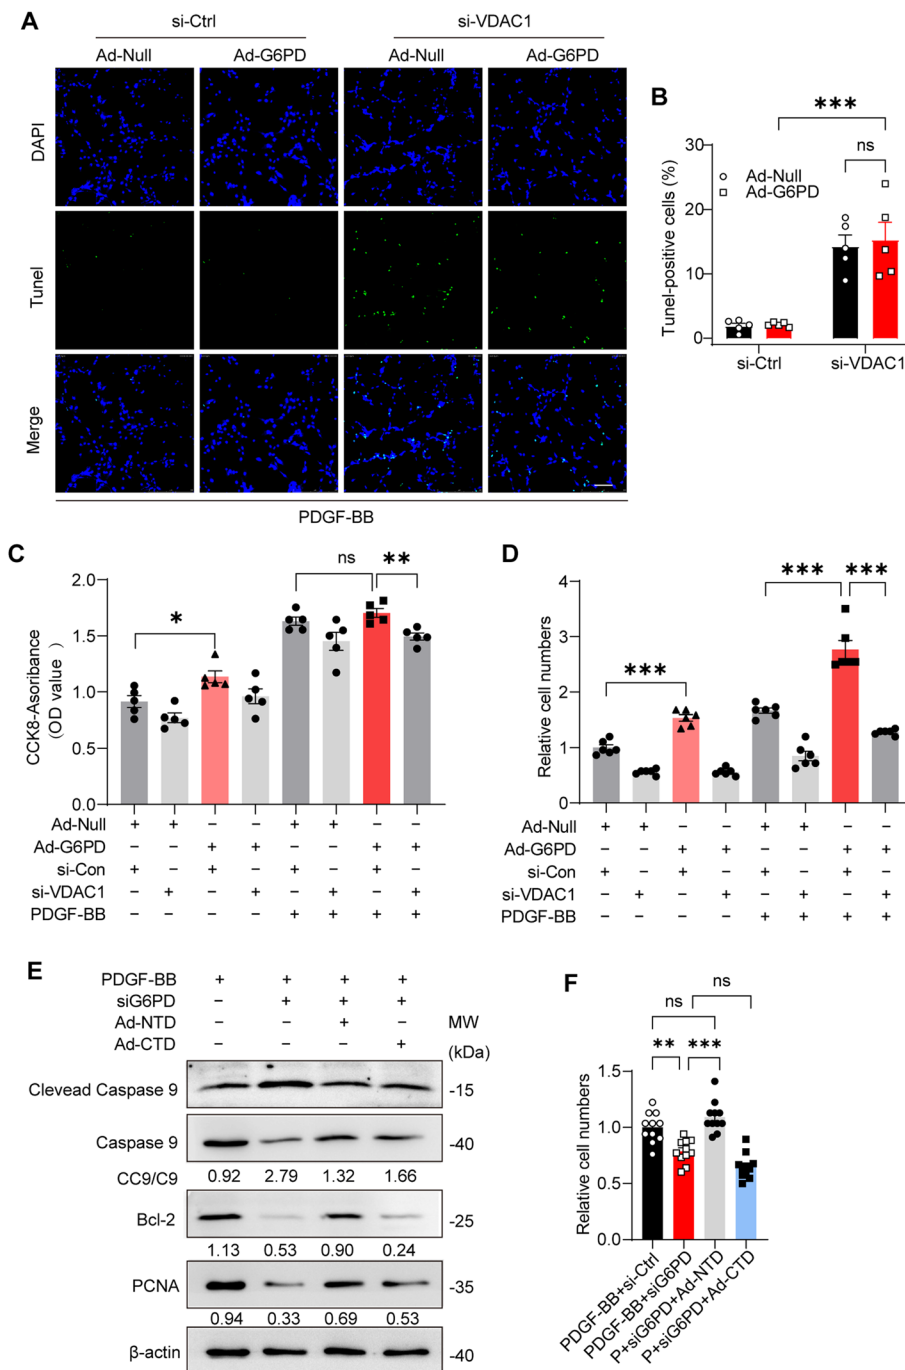 A
si-Ctrl si-VDAC1
Ad-Null Ad-G6PD Ad-Null Ad-G6PD
DAPI
Tunel
Merge
PDGF-BB
B
***
ns
Ad-Null
Ad-G6PD
Tunel-positive cells (%)
30
20
10
0
si-Ctrl si-VDAC1
C
CCK8-Asoribance
(OD value )
2.0
1.5
1.0
0.5
0.0
* ns **
Ad-Null + + − − + + − −
Ad-G6PD − − + + − − + +
si-Con + − + − + − + −
si-VDAC1 − + − + − + − +
PDGF-BB − − − − + + + +
D
Relative cell numbers
4
3
2
1
0
*** *** ***
Ad-Null + + − − + + − −
Ad-G6PD − − + + − − + +
si-Con + − + − + − + −
si-VDAC1 − + − + − + − +
PDGF-BB − − − − + + + +
E
PDGF-BB + + + +
siG6PD − + + +
Ad-NTD − − + − MW
Ad-CTD − − − + (kDa)
Clevead Caspase 9 -15
Caspase 9 -40
CC9/C9 0.92 2.79 1.32 1.66
Bcl-2 -25
1.13 0.53 0.90 0.24
PCNA -35
0.94 0.33 0.69 0.53
β-actin -40
F
ns ns
** ***
Relative cell numbers
1.5
1.0
0.5
0.0
PDGF-BB+si-Ctrl
PDGF-BB+siG6PD
P+siG6PD+Ad-NTD
P+siG6PD+Ad-CTD